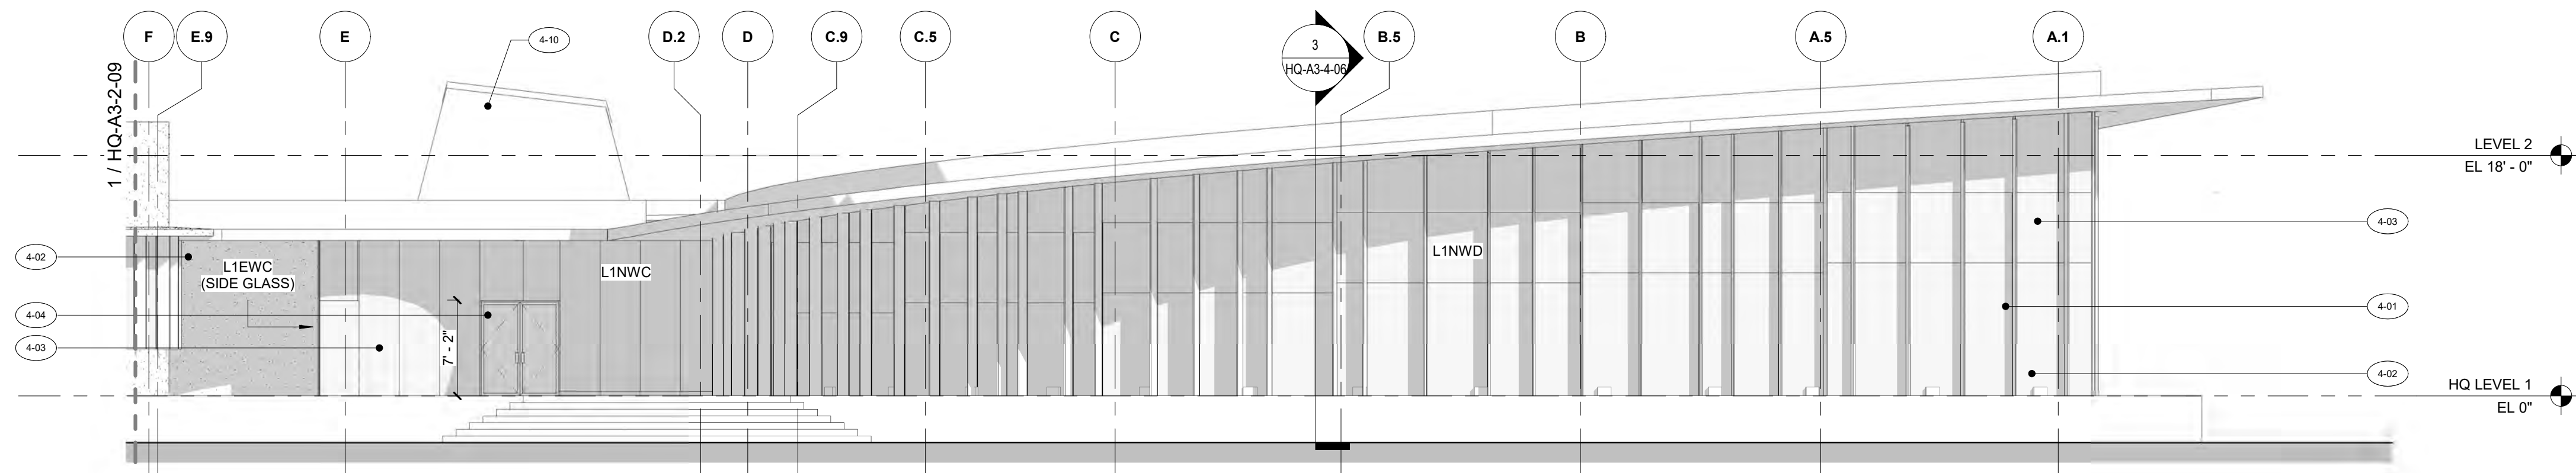 F
E.9
E
4-10
D.2
D
C.9
C.5
C
3
HQ-A3-4-06
B.5
B
A.5
A.1
1 / HQ-A3-2-09
LEVEL 2
EL 18' - 0"
4-03
4-02
L1EWC
(SIDE GLASS)
L1NWC
L1NWD
4-04
4-03
7' - 2"
4-01
4-02
HQ LEVEL 1
EL 0"